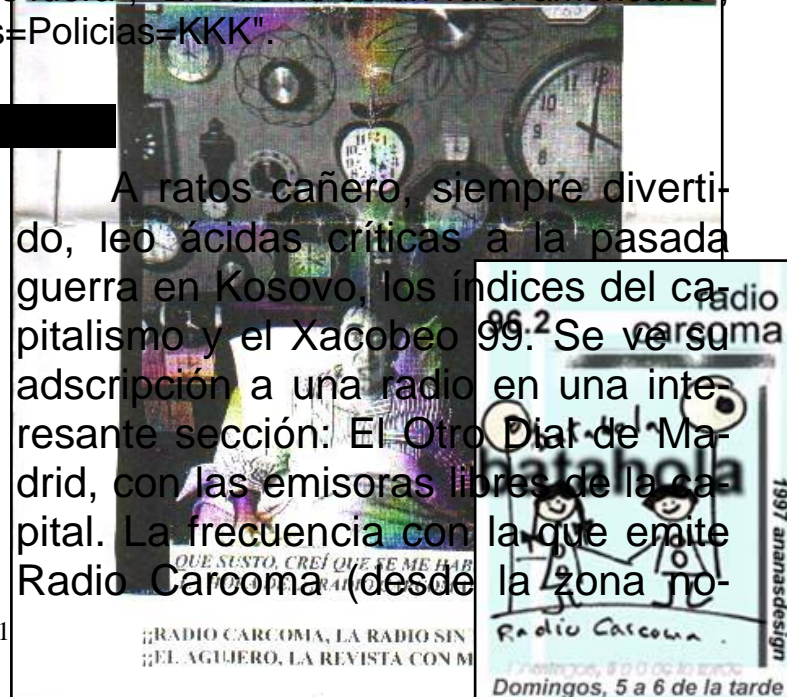 s=Policias=KKK".
A ratos cañero, siempre diverti-
do, leo ácidas críticas a la pasada
guerra en Kosovo, los índices del ca-
pitalismo y el Xacobeo 99. Se ve su
adscripción a una radio en una inte-
resante sección: El Otro Dial de Ma-
drid, con las emisoras libres de la ca-
pital. La frecuencia con la que emite
Radio Carcoma (desde la zona no-
QUE SUSTO, CREÍ QUE SE ME HAB
¡¡RADIO CARCOMA, LA RADIO SIN
¡¡EL AGUJERO, LA REVISTA CON M
1
96.2
radio
carcoma
batahola
Radio Carcoma.
1997 ananasdesign
Domingos, 5 a 6 de la tarde